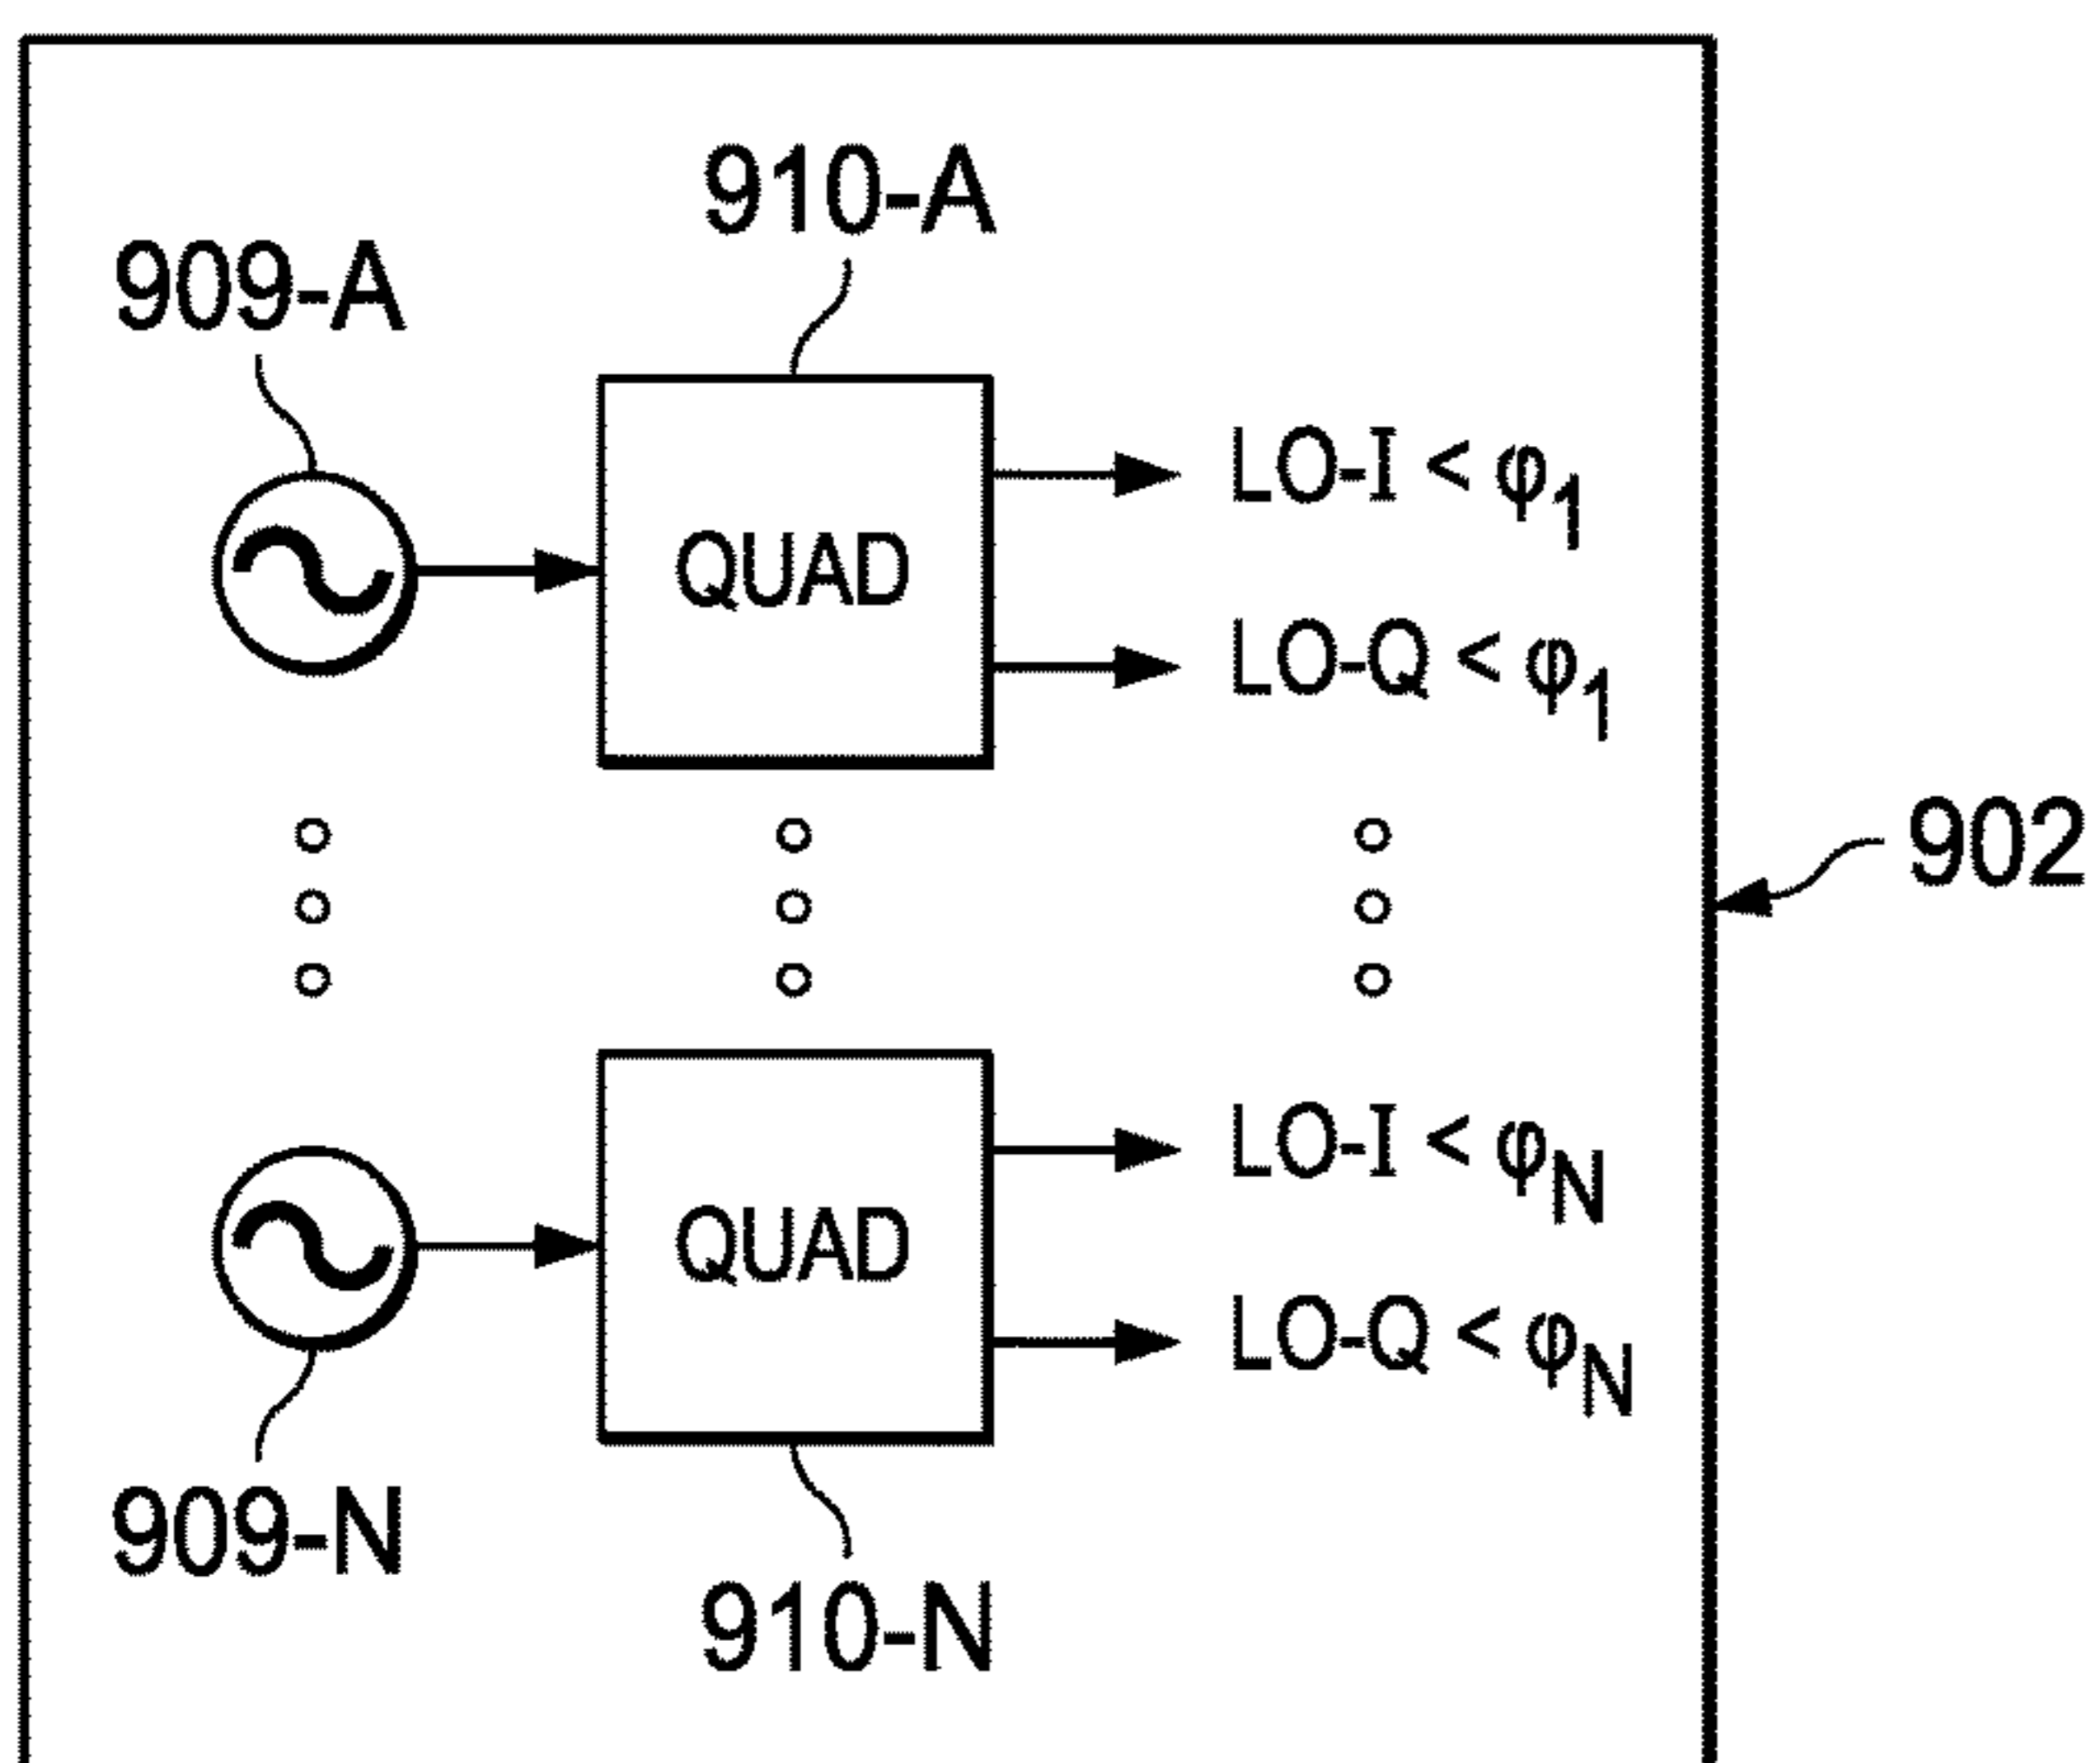 910-A
909-A
QUAD
LO-I < φ1
LO-Q < φ1
902
QUAD
LO-I < φN
LO-Q < φN
909-N
910-N